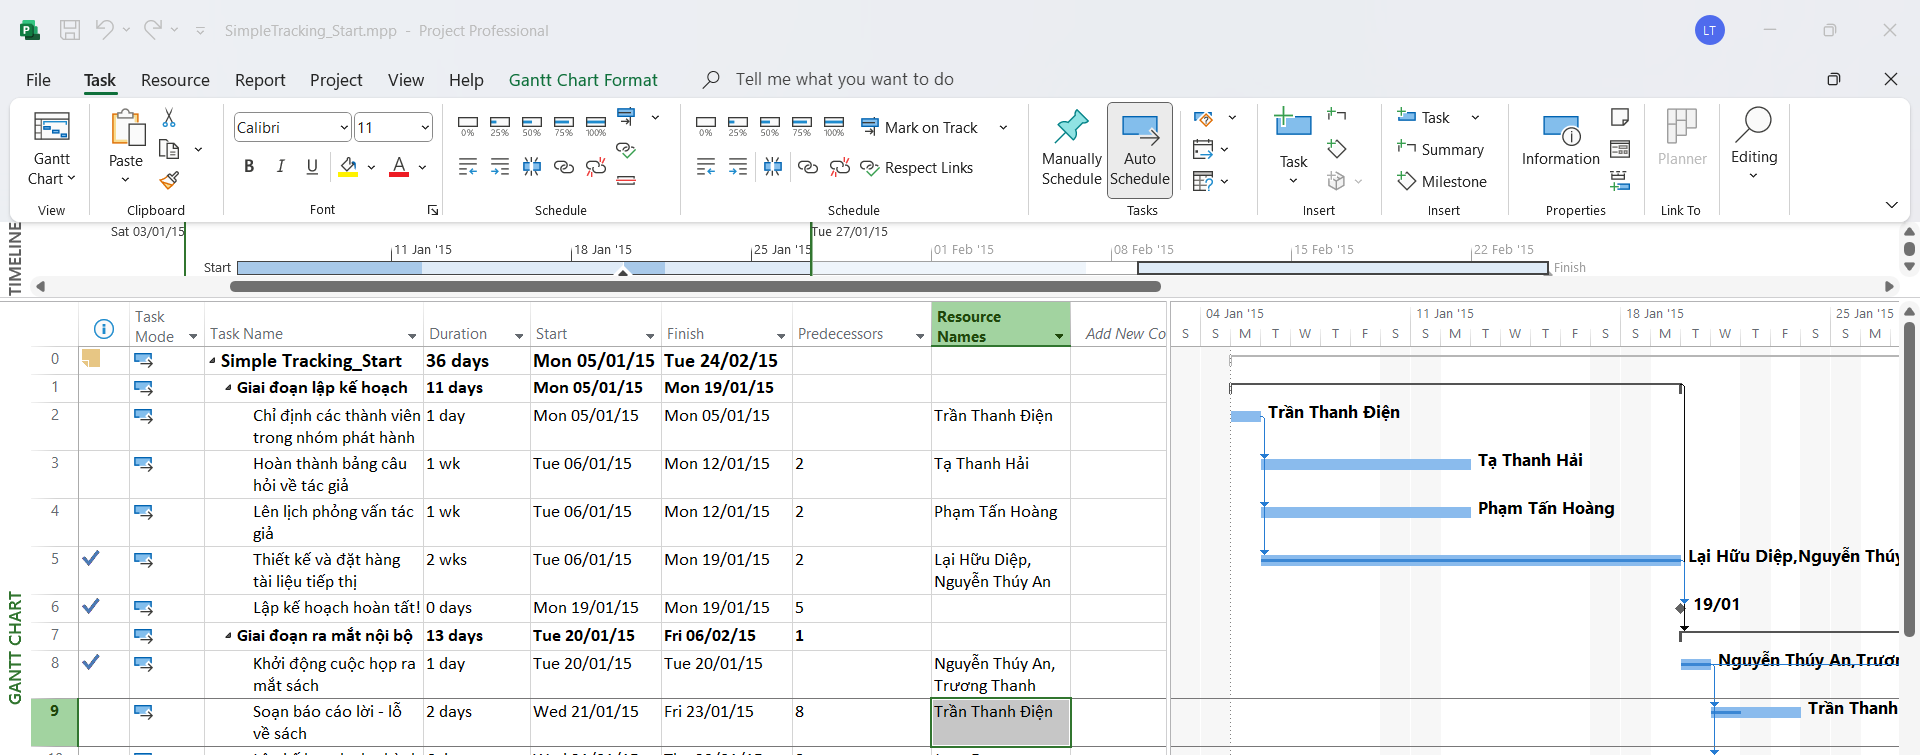 SimpleTracking_Start.mpp - Project Professional
LT
File Task Resource Report Project View Help Gantt Chart Format Tell me what you want to do
Gantt Chart
View
Paste
Clipboard
Calibri 11
B I U A
Font
0% 25% 50% 75% 100%
Schedule
0% 25% 50% 75% 100% Mark on Track
Respect Links
Schedule
Manually Schedule
Auto Schedule
Tasks
Task
Insert
Task
Summary
Milestone
Insert
Information
Properties
Planner
Link To
Editing
TIMELINE
Sat 03/01/15 Tue 27/01/15
11 Jan '15 18 Jan '15 25 Jan '15 01 Feb '15 08 Feb '15 15 Feb '15 22 Feb '15
Start Finish
Task Mode Task Name Duration Start Finish Predecessors Resource Names Add New Co
04 Jan '15 11 Jan '15 18 Jan '15 25 Jan '15
S S M T W T F S S M T W T F S S M T W T F S S M
0 Simple Tracking_Start 36 days Mon 05/01/15 Tue 24/02/15
1 Giai đoạn lập kế hoạch 11 days Mon 05/01/15 Mon 19/01/15
2 Chỉ định các thành viên 1 day Mon 05/01/15 Mon 05/01/15 Trần Thanh Điện Trần Thanh Điện
trong nhóm phát hành
3 Hoàn thành bảng câu 1 wk Tue 06/01/15 Mon 12/01/15 2 Tạ Thanh Hải Tạ Thanh Hải
hỏi về tác giả
4 Lên lịch phỏng vấn tác 1 wk Tue 06/01/15 Mon 12/01/15 2 Phạm Tấn Hoàng Phạm Tấn Hoàng
giả
5 Thiết kế và đặt hàng 2 wks Tue 06/01/15 Mon 19/01/15 2 Lại Hữu Diệp, Lại Hữu Diệp,Nguyễn Thúy
tài liệu tiếp thị Nguyễn Thúy An
6 Lập kế hoạch hoàn tất! 0 days Mon 19/01/15 Mon 19/01/15 5 19/01
7 Giai đoạn ra mắt nội bộ 13 days Tue 20/01/15 Fri 06/02/15 1
8 Khởi động cuộc họp ra 1 day Tue 20/01/15 Tue 20/01/15 Nguyễn Thúy An, Nguyễn Thúy An,Trươn
mắt sách Trương Thanh
9 Soạn báo cáo lời - lỗ 2 days Wed 21/01/15 Fri 23/01/15 8 Trần Thanh Điện Trần Thanh
về sách
GANTT CHART